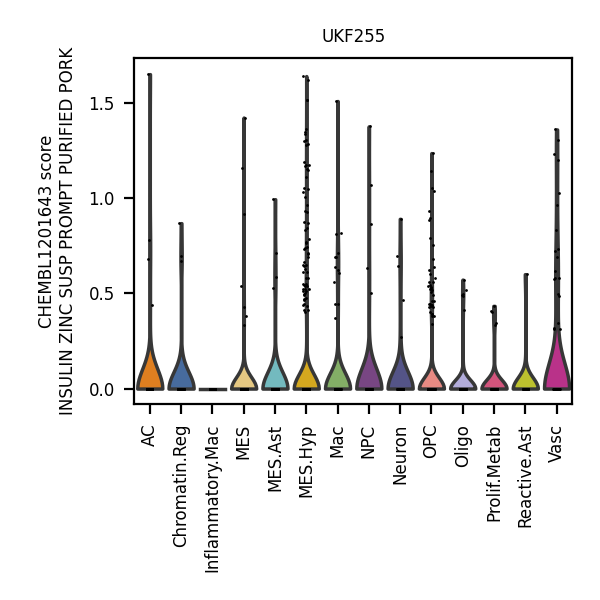 UKF255
CHEMBL1201643 score
INSULIN ZINC SUSP PROMPT PURIFIED PORK
1.5
1.0
0.5
0.0
AC
Chromatin.Reg
Inflammatory.Mac
MES
MES.Ast
MES.Hyp
Mac
NPC
Neuron
OPC
Oligo
Prolif.Metab
Reactive.Ast
Vasc